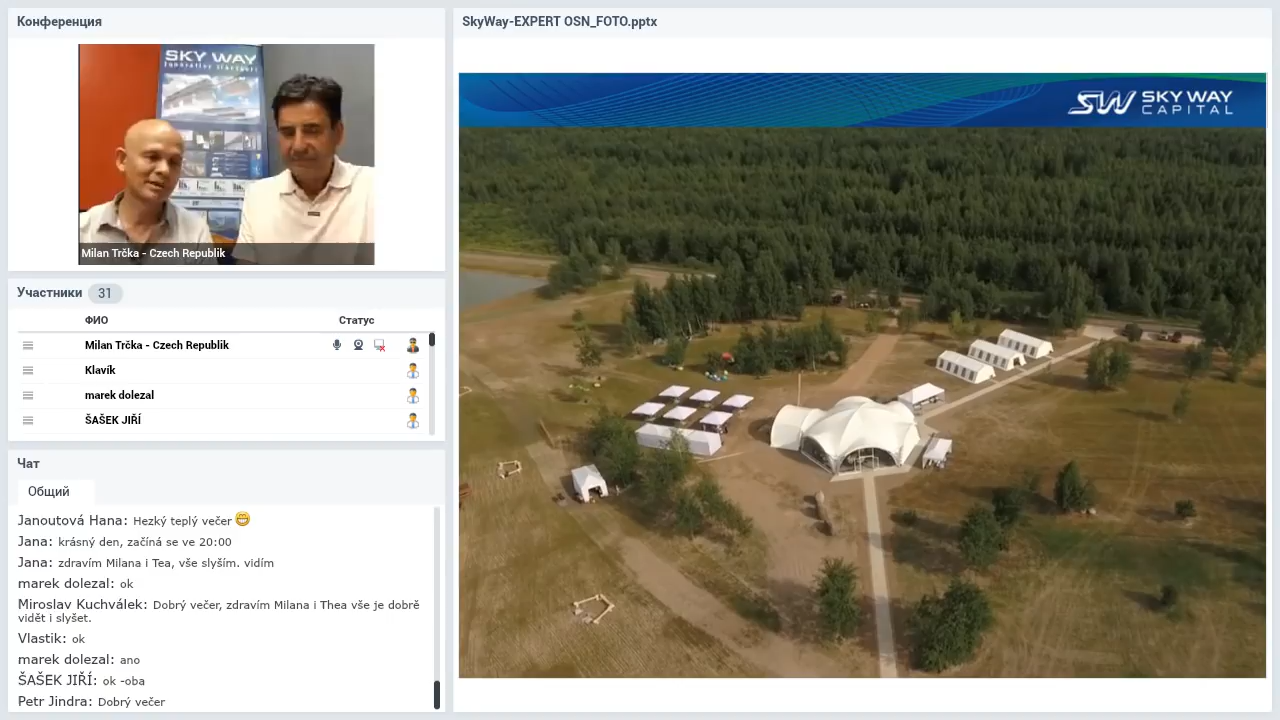 Конференция
SKY WAY
Milan Trčka - Czech Republik
Участники 31
ФИО Статус
Milan Trčka - Czech Republik
Klavík
marek dolezal
ŠAŠEK JIŘÍ
Чат
Общий
Janoutová Hana: Hezký teplý večer
Jana: krásný den, začíná se ve 20:00
Jana: zdravím Milana i Tea, vše slyším. vidím
marek dolezal: ok
Miroslav Kuchválek: Dobrý večer, zdravím Milana i Thea vše je dobrě
vidět i slyšet.
Vlastik: ok
marek dolezal: ano
ŠAŠEK JIŘÍ: ok -oba
Petr Jindra: Dobrý večer
SkyWay-EXPERT OSN_FOTO.pptx
SW SKY WAY
CAPITAL